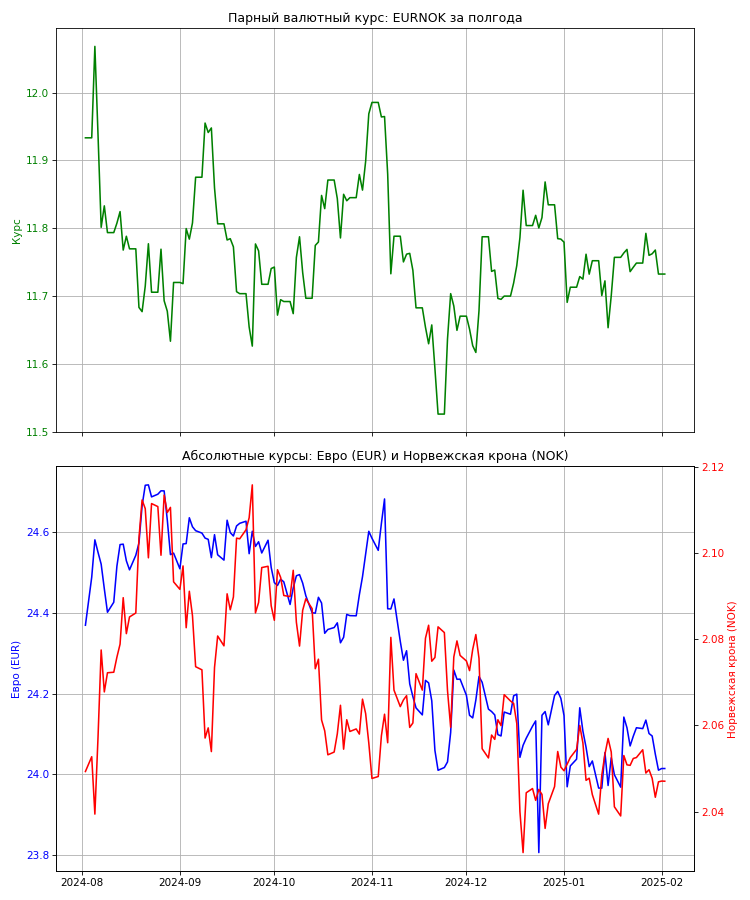 Парный валютный курс: EURNOK за полгода
12.0
11.9
11.8
11.7
11.6
11.5
Курс
Абсолютные курсы: Евро (EUR) и Норвежская крона (NOK)
24.6
24.4
24.2
24.0
23.8
Евро (EUR)
2.12
2.10
2.08
2.06
2.04
Норвежская крона (NOK)
2024-08 2024-09 2024-10 2024-11 2024-12 2025-01 2025-02